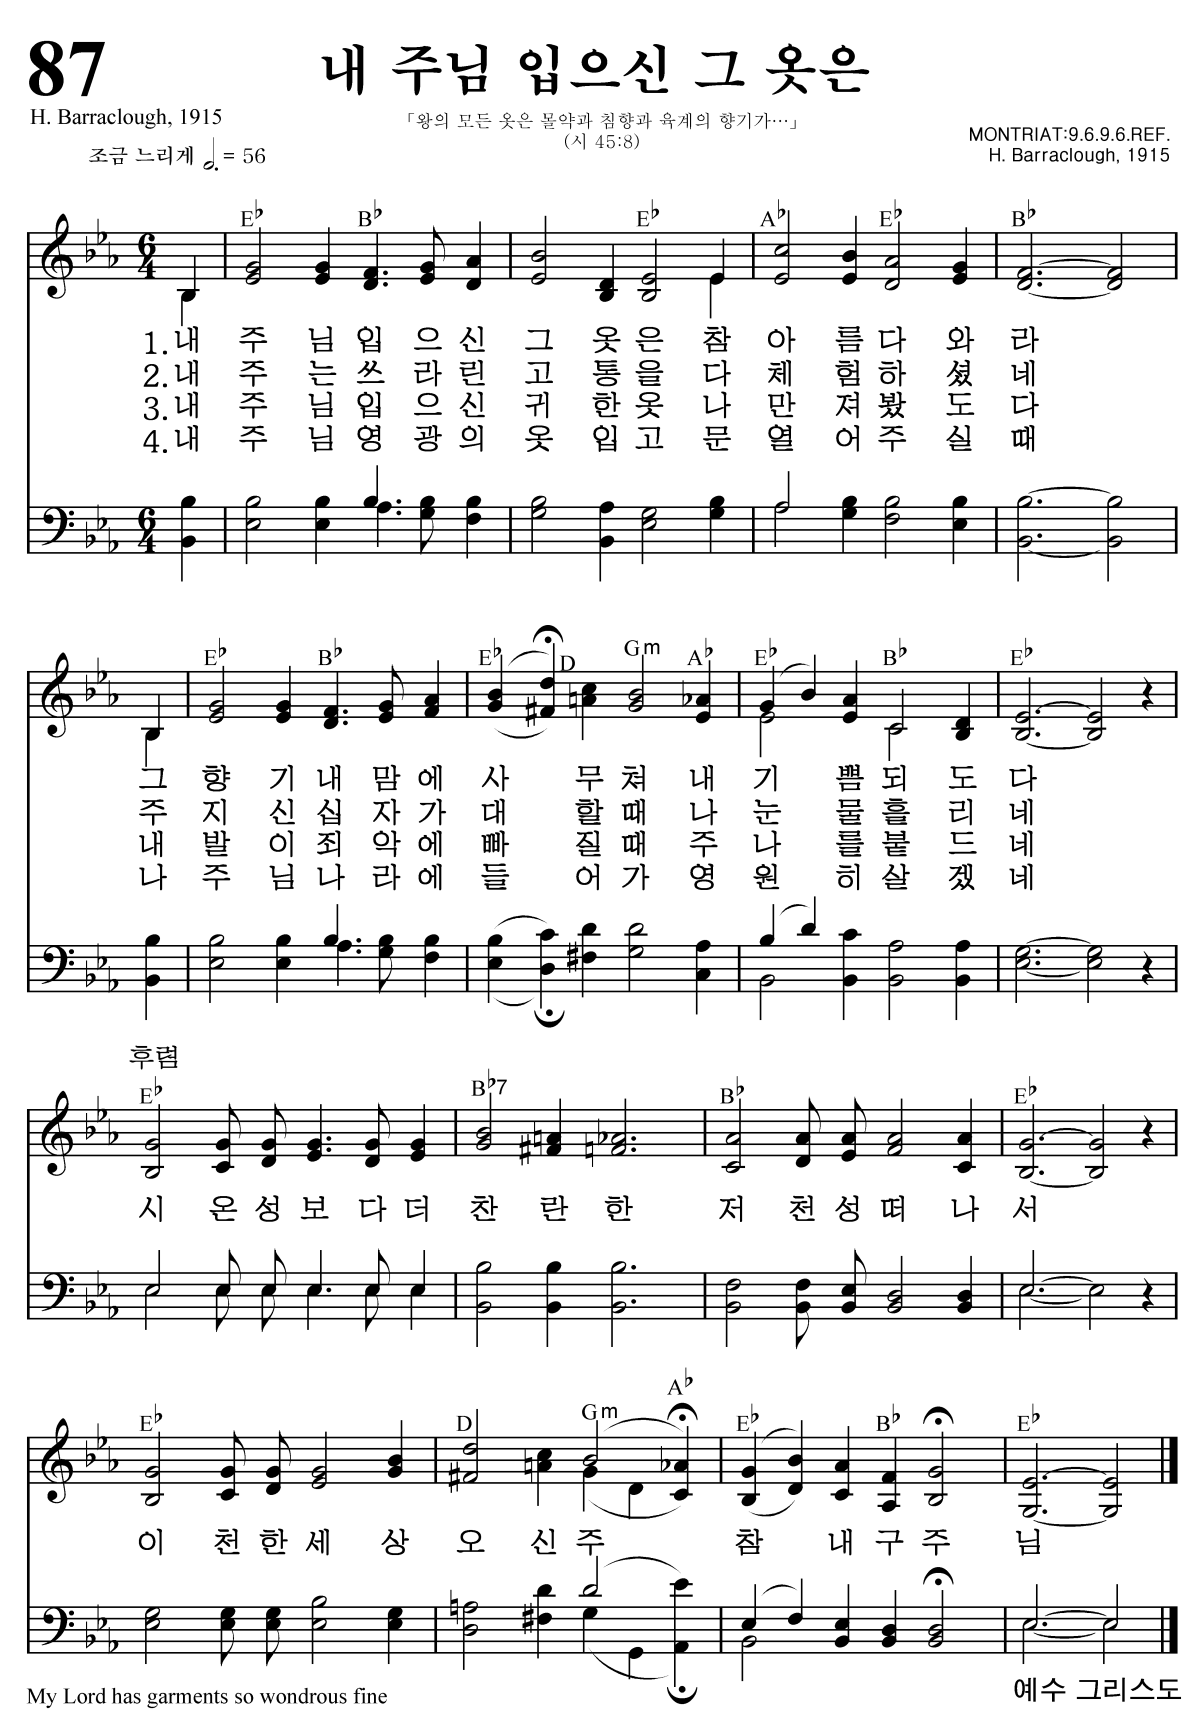 87
내 주님 입으신 그 옷은
H. Barraclough, 1915
「왕의 모든 옷은 몰약과 침향과 육계의 향기가…」
(시 45:8)
MONTRIAT:9.6.9.6.REF.
H. Barraclough, 1915
조금 느리게 𝅗𝅥. = 56
E♭ B♭ E♭ A♭ E♭ B♭
6 4
1.내 주 님 입 으 신 그 옷 은 참 아 름 다 와 라
2.내 주 는 쓰 라 린 고 통 을 다 체 험 하 셨 네
3.내 주 님 입 으 신 귀 한 옷 나 만 져 봤 도 다
4.내 주 님 영 광 의 옷 입 고 문 열 어 주 실 때
6 4
E♭ B♭ E♭ D Gm A♭ E♭ B♭ E♭
그 향 기 내 맘 에 사 무 쳐 내 기 쁨 되 도 다
주 지 신 십 자 가 대 할 때 나 눈 물 흘 리 네
내 발 이 죄 악 에 빠 질 때 주 나 를 붙 드 네
나 주 님 나 라 에 들 어 가 영 원 히 살 겠 네
후렴
E♭ B♭7 B♭ E♭
시 온 성 보 다 더 찬 란 한 저 천 성 떠 나 서
E♭ D Gm A♭ E♭ B♭ E♭
이 천 한 세 상 오 신 주 참 내 구 주 님
My Lord has garments so wondrous fine
예수 그리스도